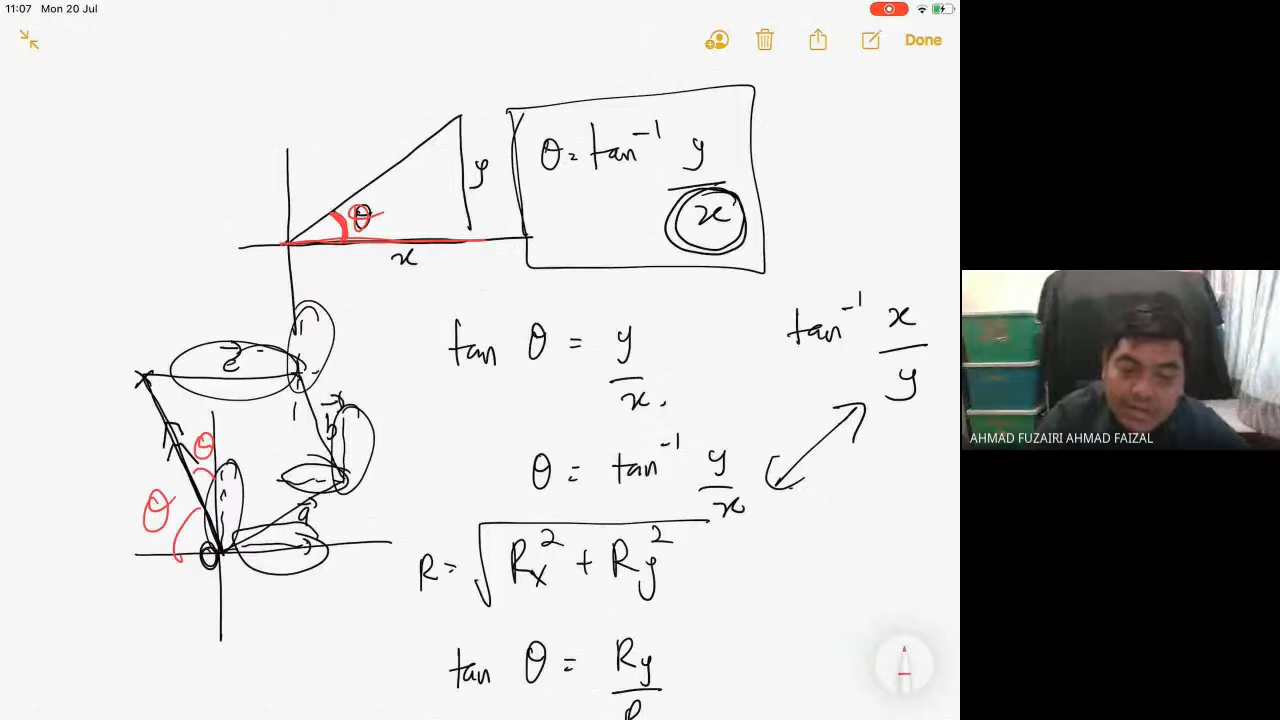 11:07 Mon 20 Jul
Done
θ = tan⁻¹ y/x
y
θ
x
tan⁻¹ x/y
tan θ = y/x.
c⃗
b⃗
θ = tan⁻¹ y/x
θ
θ
a⃗
R = √Rx² + Ry²
tan θ = Ry/R
AHMAD FUZAIRI AHMAD FAIZAL